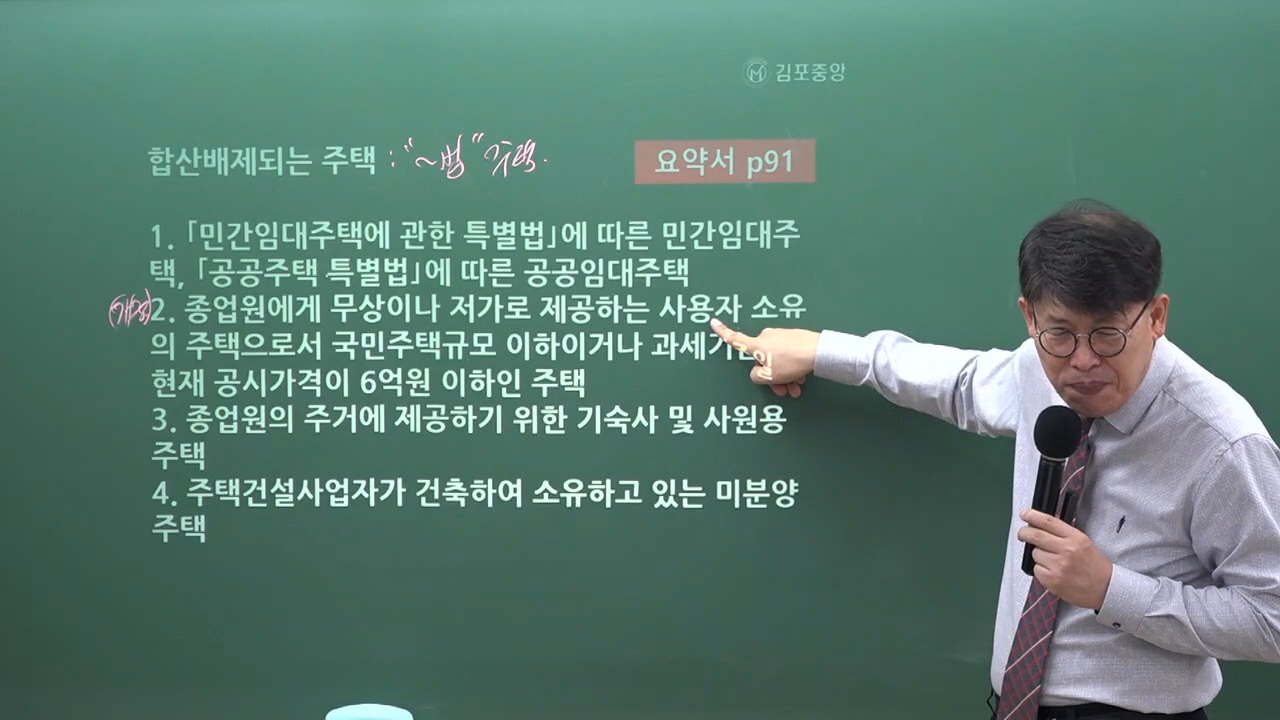 김포중앙
합산배제되는 주택 : "~법" 주택.
요약서 p91
1. 「민간임대주택에 관한 특별법」에 따른 민간임대주
택, 「공공주택 특별법」에 따른 공공임대주택
(개정) 2. 종업원에게 무상이나 저가로 제공하는 사용자 소유
의 주택으로서 국민주택규모 이하이거나 과세기준일
현재 공시가격이 6억원 이하인 주택
3. 종업원의 주거에 제공하기 위한 기숙사 및 사원용
주택
4. 주택건설사업자가 건축하여 소유하고 있는 미분양
주택